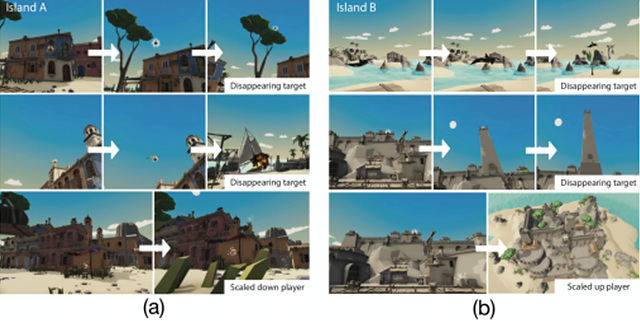 Island A
Island B
Disappearing target
Disappearing target
Disappearing target
Disappearing target
Scaled down player
Scaled up player
(a)
(b)